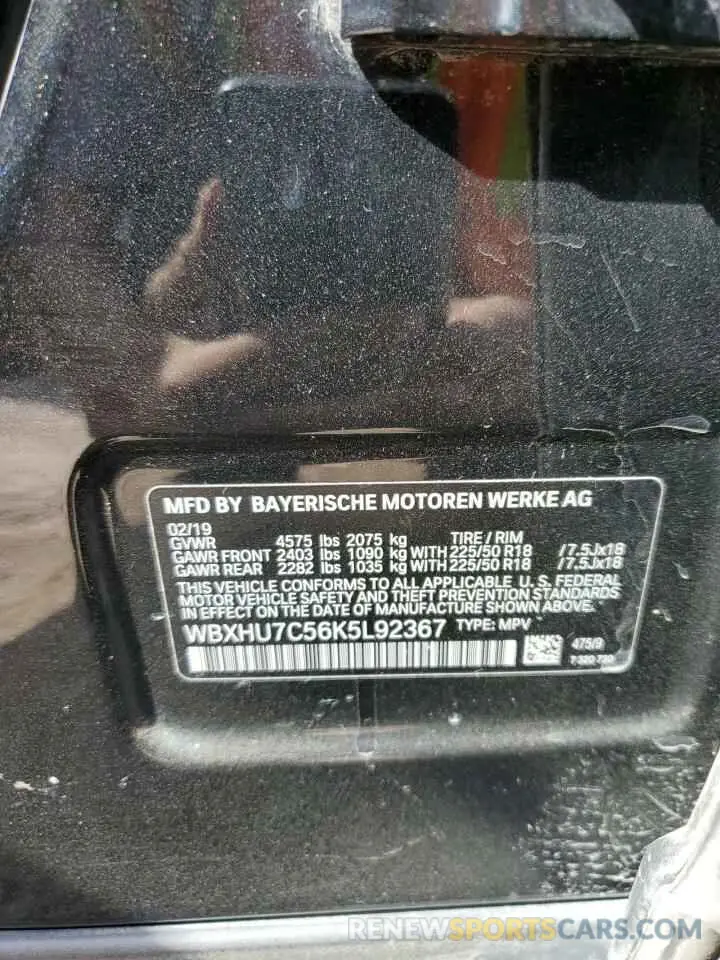 MFD BY BAYERISCHE MOTOREN WERKE AG
02/19
GVWR 4575 lbs 2075 kg TIRE / RIM
GAWR FRONT 2403 lbs 1090 kg WITH 225/50 R18 /7.5Jx18
GAWR REAR 2282 lbs 1035 kg WITH 225/50 R18 /7.5Jx18
THIS VEHICLE CONFORMS TO ALL APPLICABLE U. S. FEDERAL
MOTOR VEHICLE SAFETY AND THEFT PREVENTION STANDARDS
IN EFFECT ON THE DATE OF MANUFACTURE SHOWN ABOVE.
WBXHU7C56K5L92367 TYPE: MPV
475/9
RENEWSPORTSCARS.COM